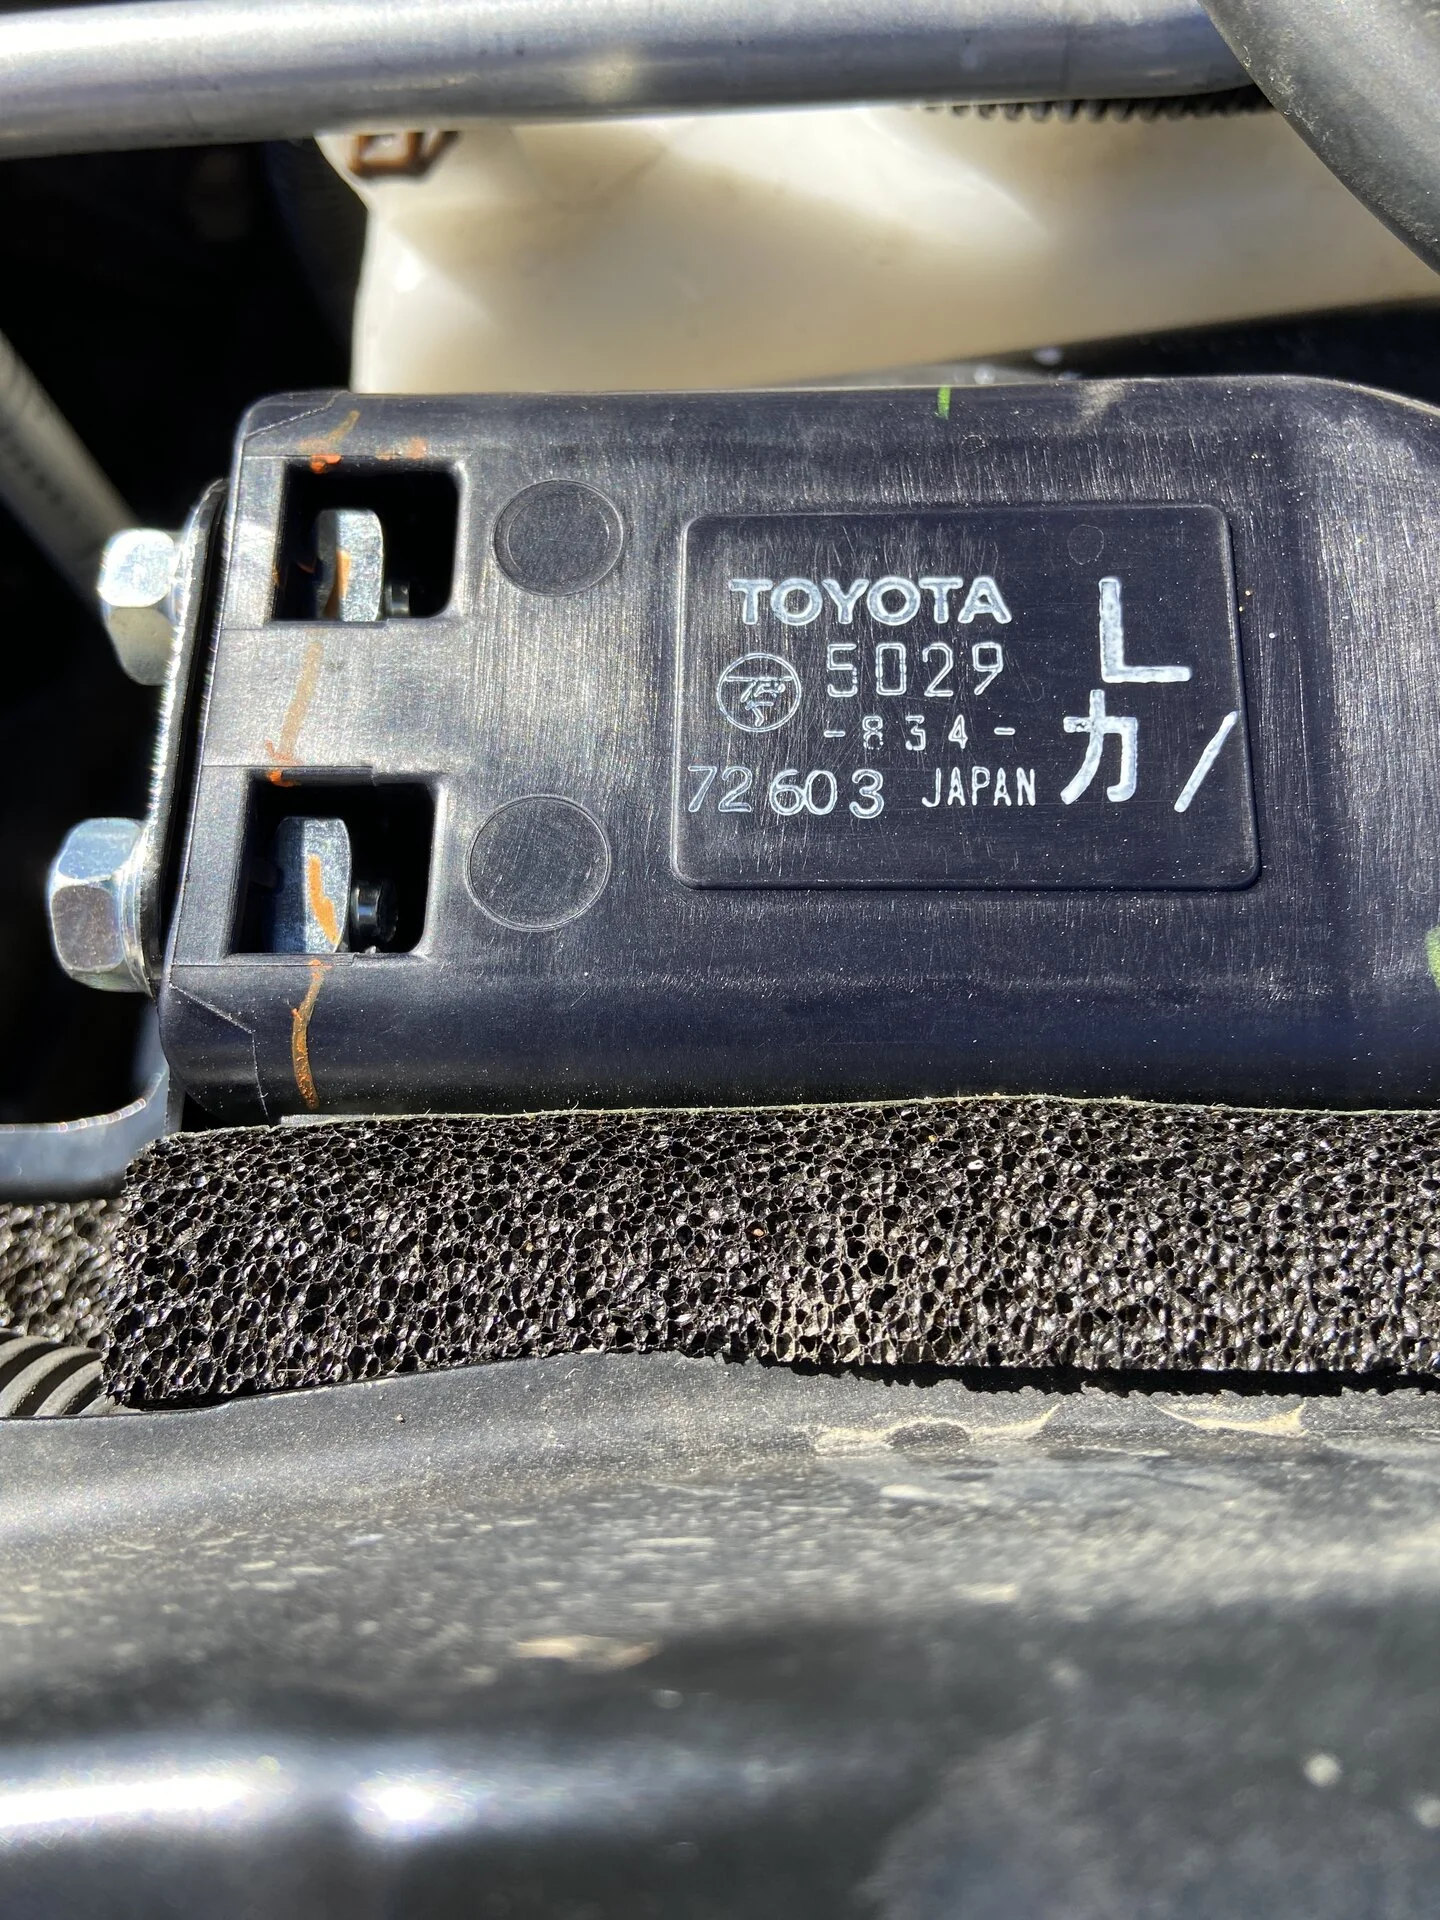 TOYOTA
5029
-834-
72603 JAPAN
L
カ/